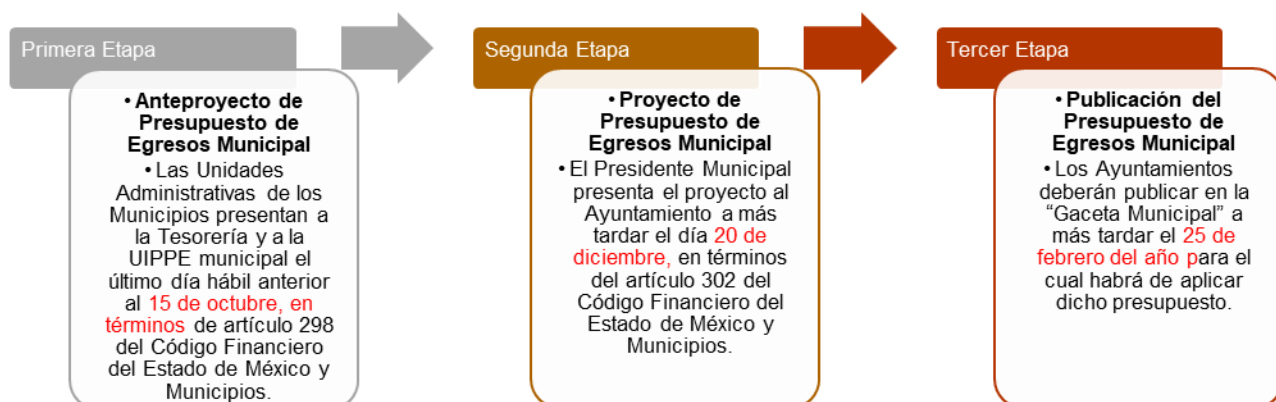 Primera Etapa
• Anteproyecto de
Presupuesto de
Egresos Municipal
• Las Unidades
Administrativas de los
Municipios presentan a
la Tesorería y a la
UIPPE municipal el
último día hábil anterior
al 15 de octubre, en
términos de artículo 298
del Código Financiero
del Estado de México y
Municipios.
Segunda Etapa
• Proyecto de
Presupuesto de
Egresos Municipal
• El Presidente Municipal
presenta el proyecto al
Ayuntamiento a más
tardar el día 20 de
diciembre, en términos
del artículo 302 del
Código Financiero del
Estado de México y
Municipios.
Tercer Etapa
• Publicación del
Presupuesto de
Egresos Municipal
• Los Ayuntamientos
deberán publicar en la
“Gaceta Municipal” a
más tardar el 25 de
febrero del año para el
cual habrá de aplicar
dicho presupuesto.